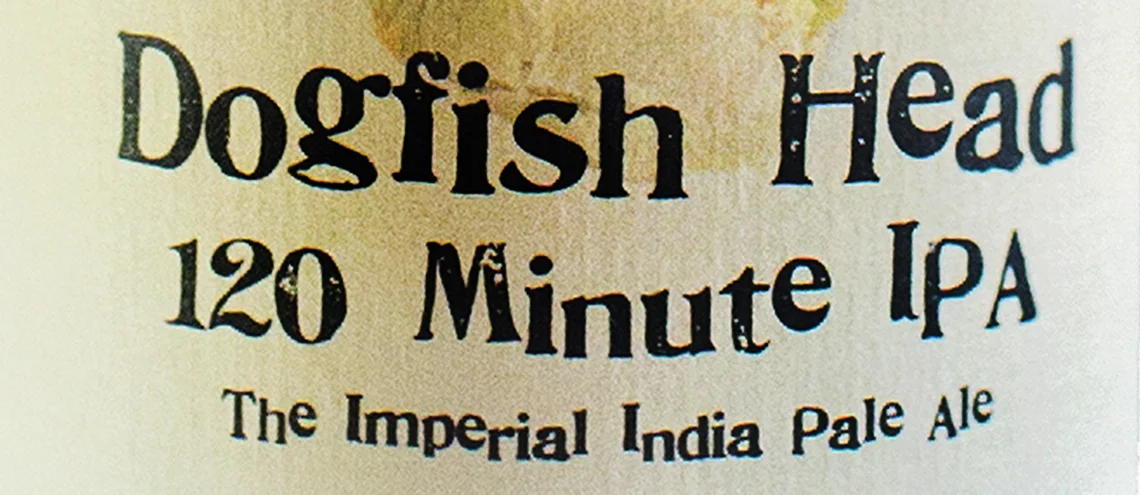 Dogfish Head
120 Minute IPA
The Imperial India Pale Ale